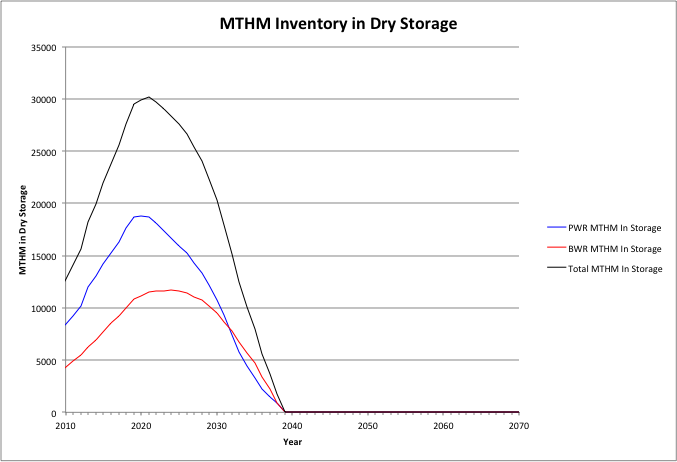 MTHM Inventory in Dry Storage
35000
30000
25000
20000
15000
10000
5000
0
MTHM in Dry Storage
2010 2020 2030 2040 2050 2060 2070
Year
PWR MTHM In Storage
BWR MTHM In Storage
Total MTHM In Storage